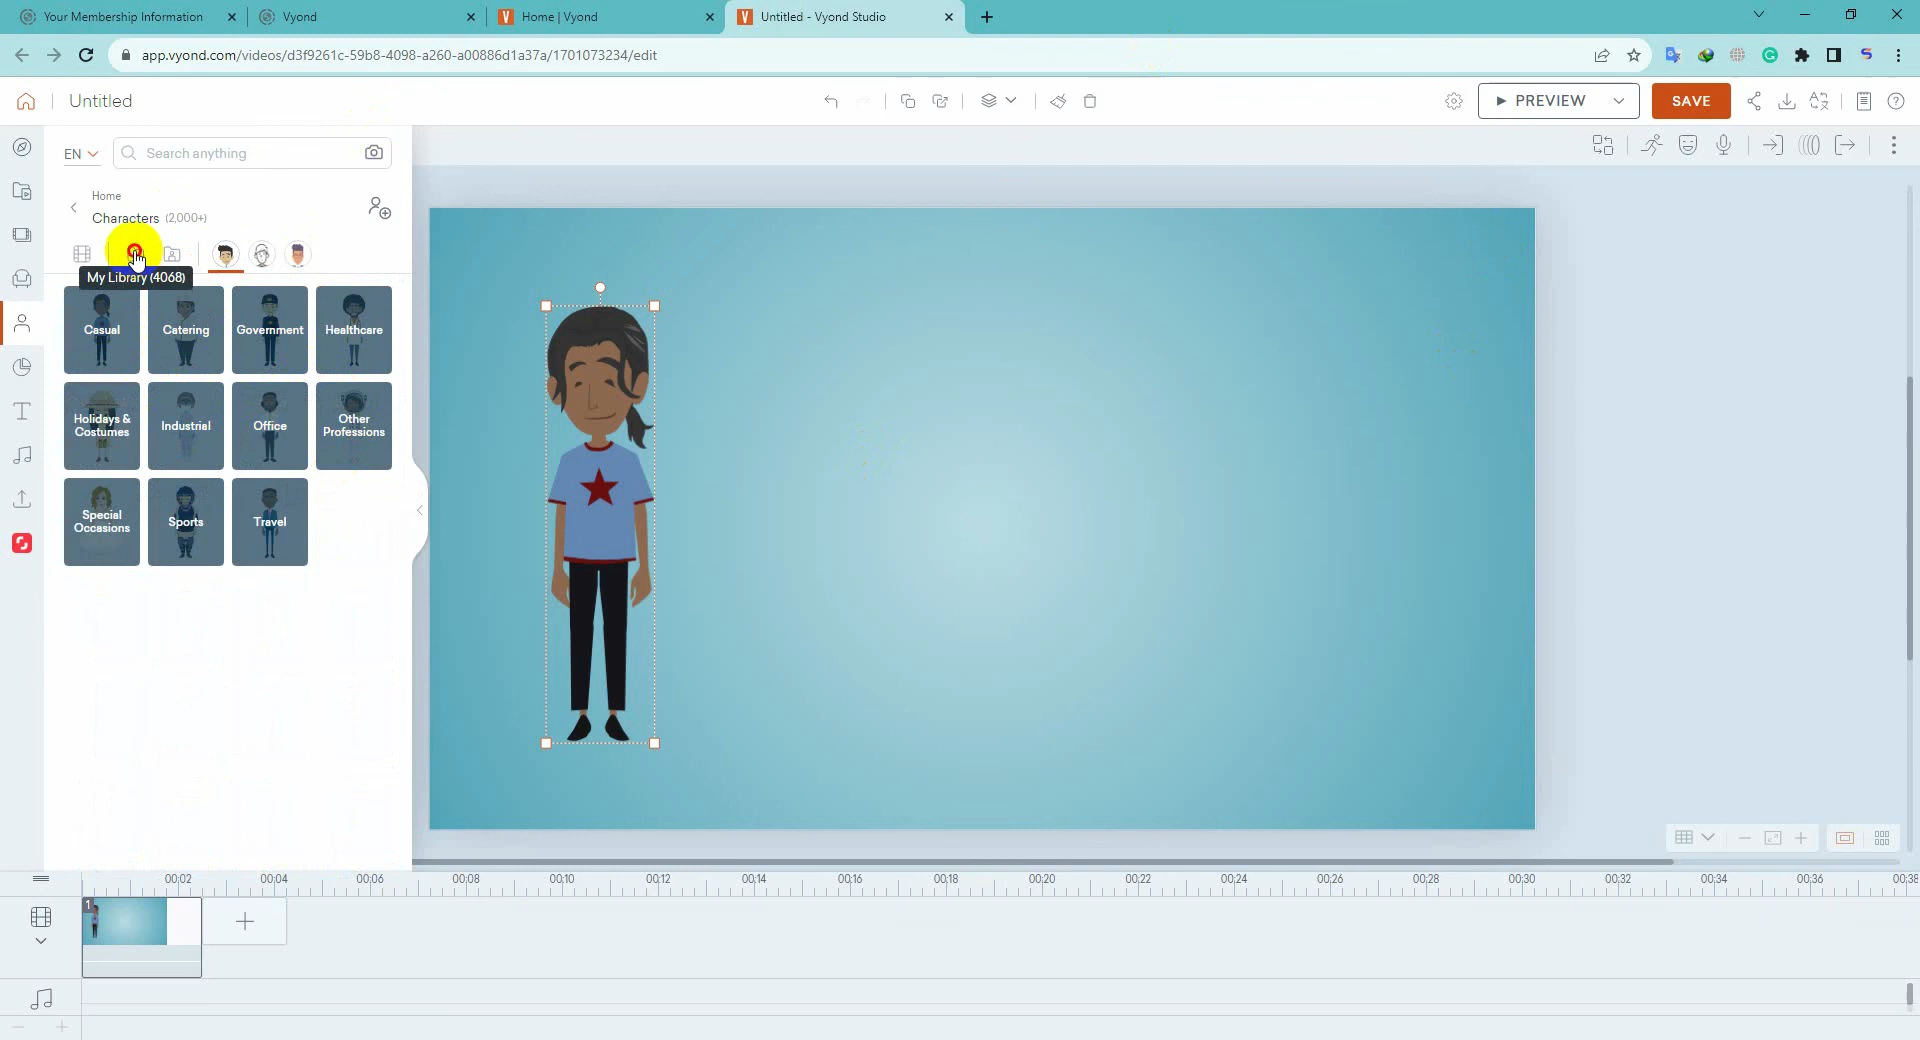 Your Membership Information
Vyond
Home | Vyond
Untitled - Vyond Studio
app.vyond.com/videos/d3f9261c-59b8-4098-a260-a00886d1a37a/1701073234/edit
Untitled
PREVIEW
SAVE
EN
Search anything
Home
Characters (2,000+)
My Library (4068)
Casual
Catering
Government
Healthcare
Holidays &
Costumes
Industrial
Office
Other
Professions
Special
Occasions
Sports
Travel
00:02
00:04
00:06
00:08
00:10
00:12
00:14
00:16
00:18
00:20
00:22
00:24
00:26
00:28
00:30
00:32
00:34
00:36
00:38
1